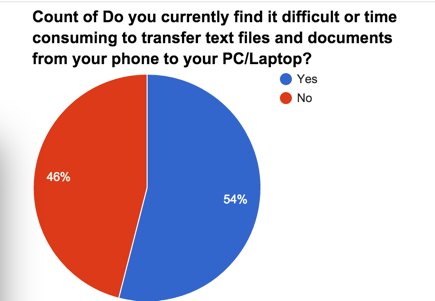 Count of Do you currently find it difficult or time
consuming to transfer text files and documents
from your phone to your PC/Laptop?
Yes
No
46%
54%